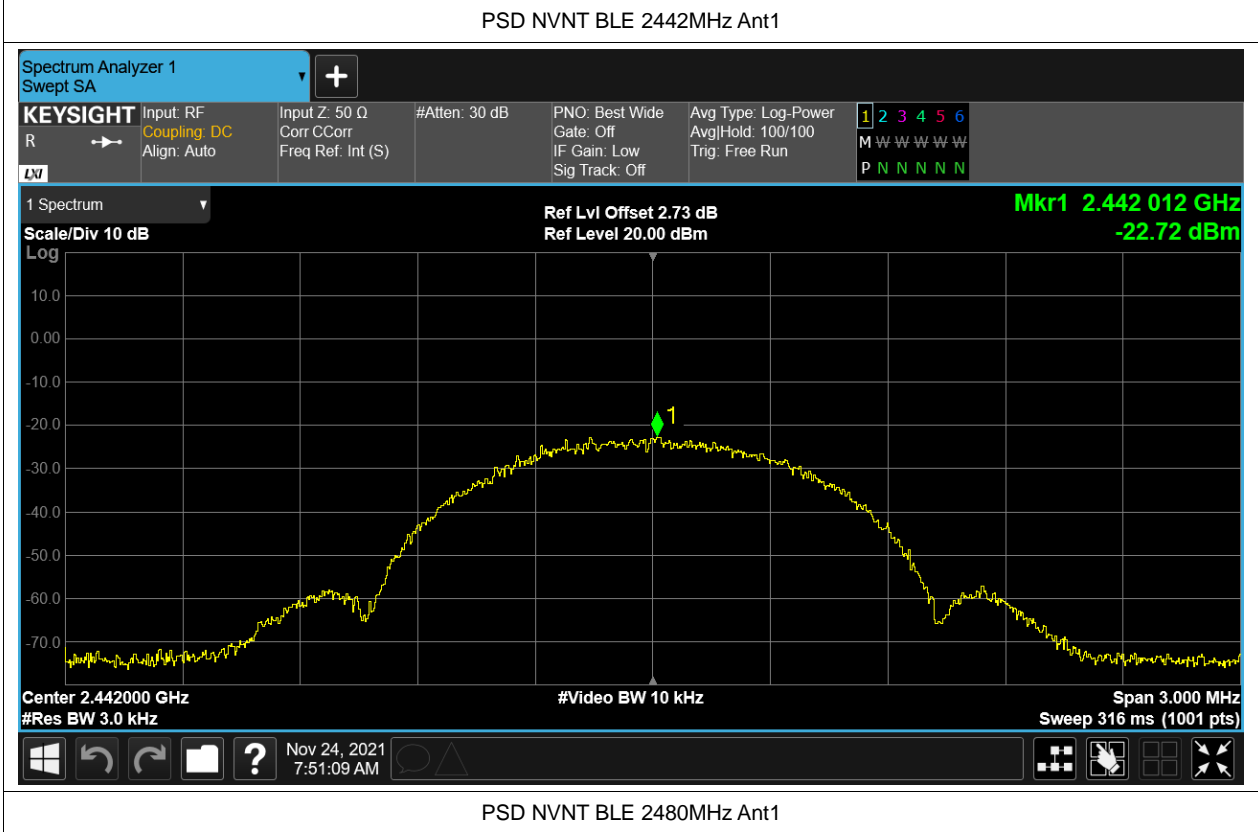 PSD NVNT BLE 2442MHz Ant1
Spectrum Analyzer 1
Swept SA
KEYSIGHT
R
LXI
Input: RF
Coupling: DC
Align: Auto
Input Z: 50 Ω
Corr CCorr
Freq Ref: Int (S)
#Atten: 30 dB
PNO: Best Wide
Gate: Off
IF Gain: Low
Sig Track: Off
Avg Type: Log-Power
Avg|Hold: 100/100
Trig: Free Run
1 2 3 4 5 6
M W W W W W
P N N N N N
1 Spectrum
Scale/Div 10 dB
Log
Ref Lvl Offset 2.73 dB
Ref Level 20.00 dBm
Mkr1 2.442 012 GHz
-22.72 dBm
10.0
0.00
-10.0
-20.0
-30.0
-40.0
-50.0
-60.0
-70.0
1
Center 2.442000 GHz
#Res BW 3.0 kHz
#Video BW 10 kHz
Span 3.000 MHz
Sweep 316 ms (1001 pts)
?
Nov 24, 2021
7:51:09 AM
PSD NVNT BLE 2480MHz Ant1